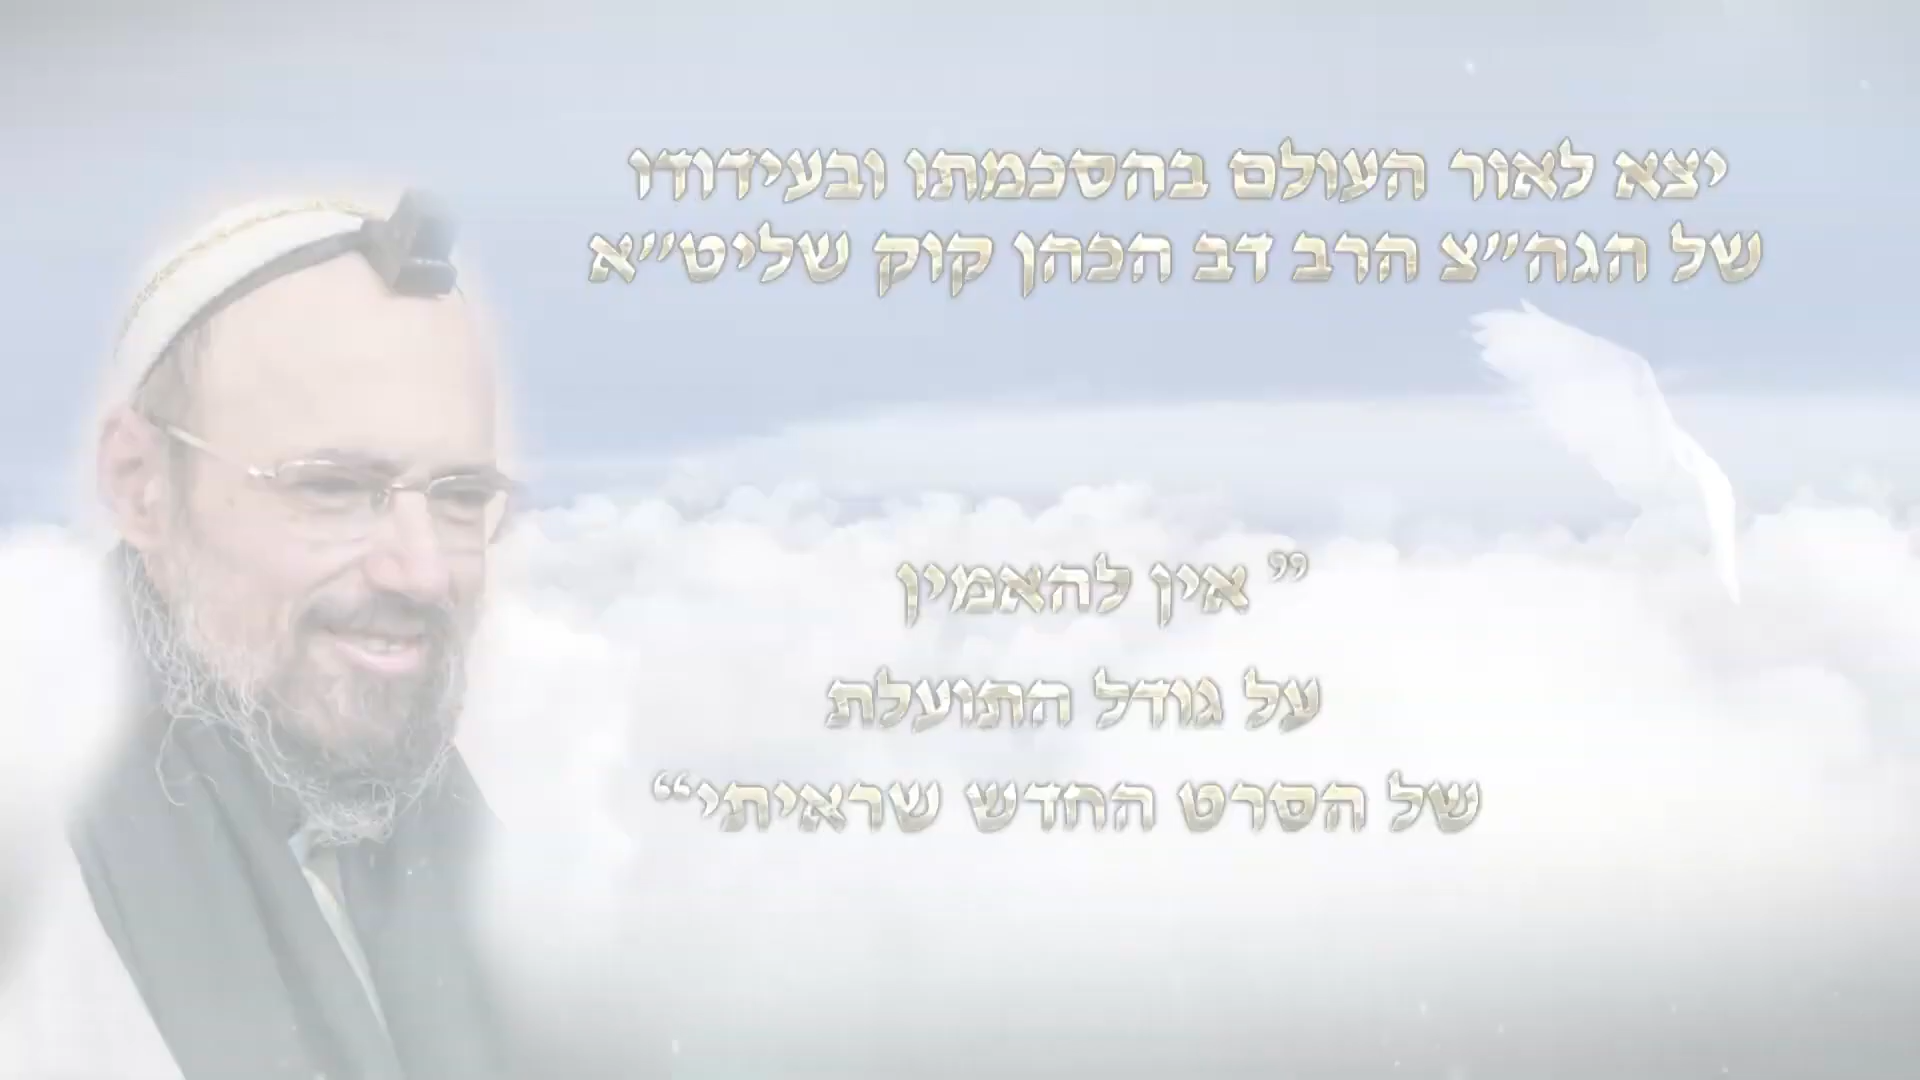 יצא לאור העולם בהסכמתו ובעידודו
של הגה״צ הרב דב הכהן קוק שליט״א
” אין להאמין
על גודל התועלת
של הסרט החדש שראיתי“